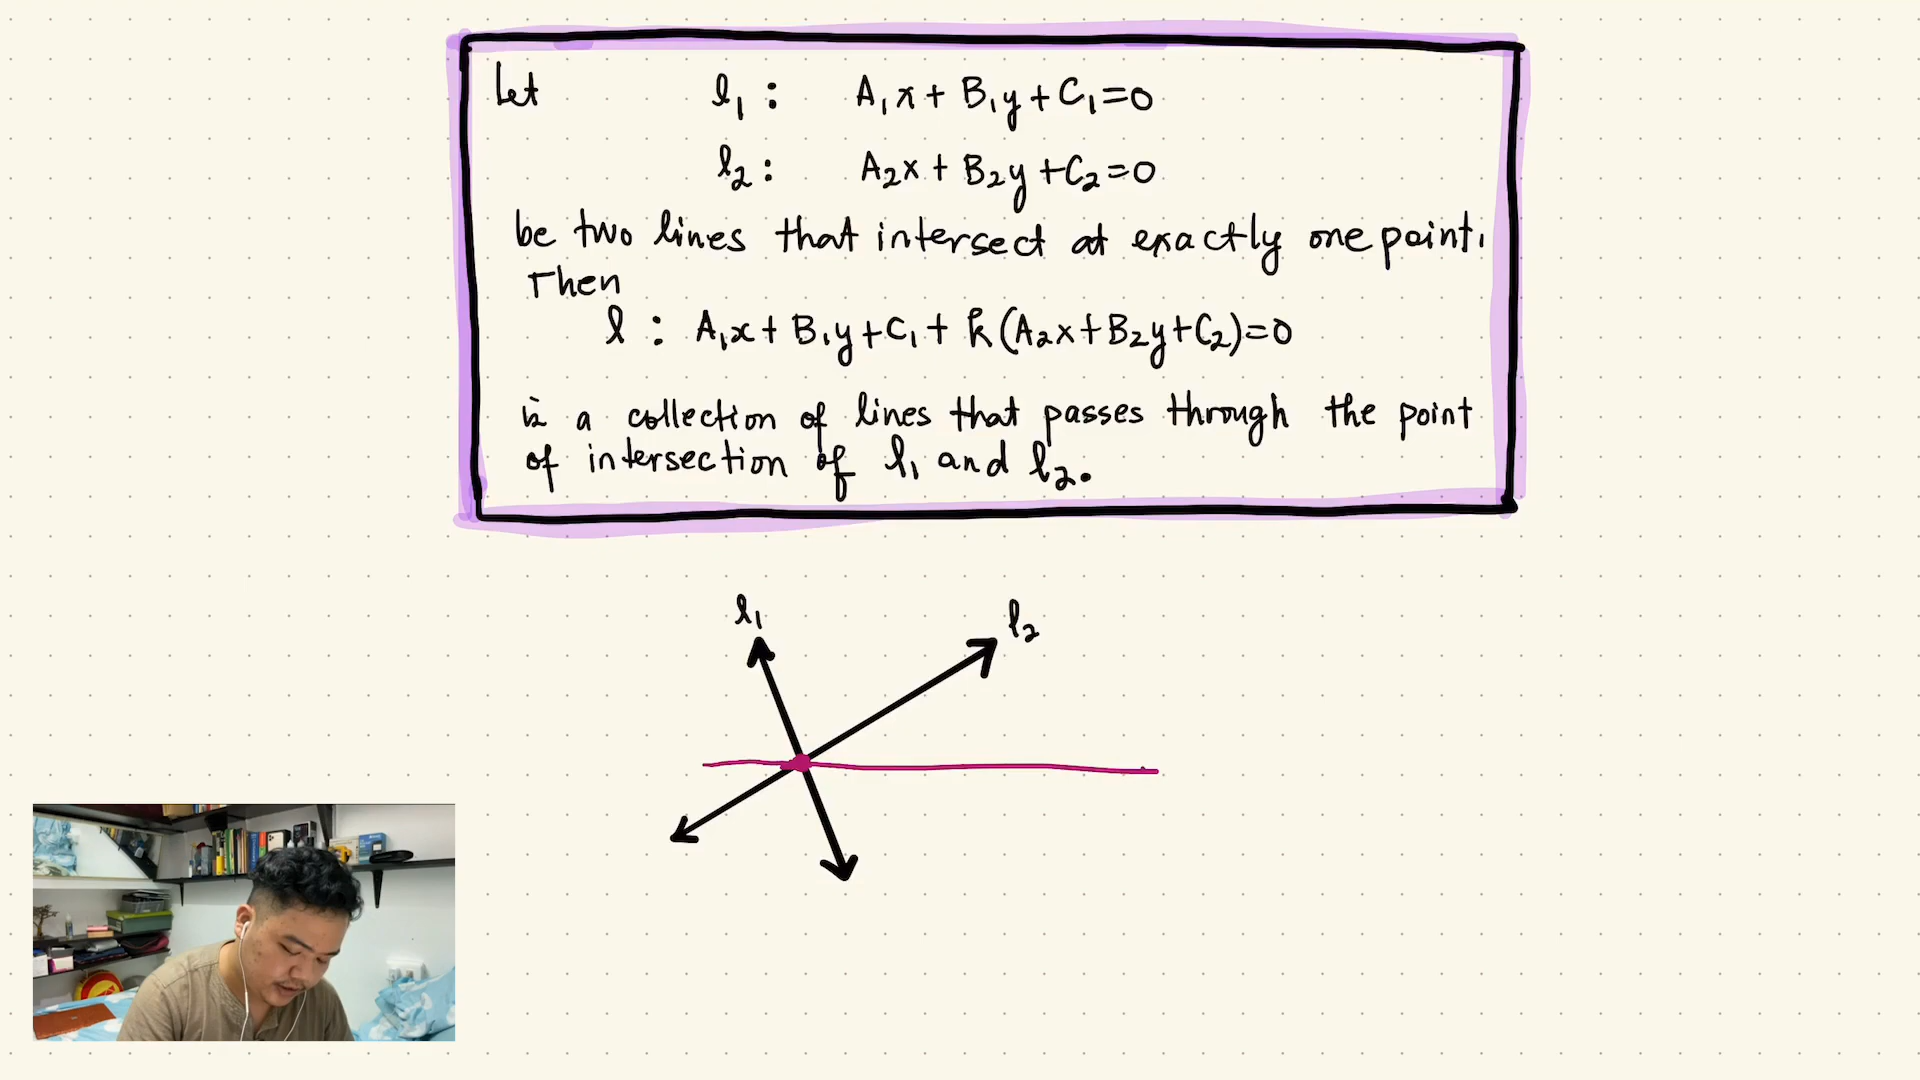 Let l₁ : A₁x + B₁y + C₁ = 0
l₂ : A₂x + B₂y + C₂ = 0
be two lines that intersect at exactly one point.
Then
l : A₁x + B₁y + C₁ + k(A₂x + B₂y + C₂) = 0
is a collection of lines that passes through the point
of intersection of l₁ and l₂.
l₁
l₂